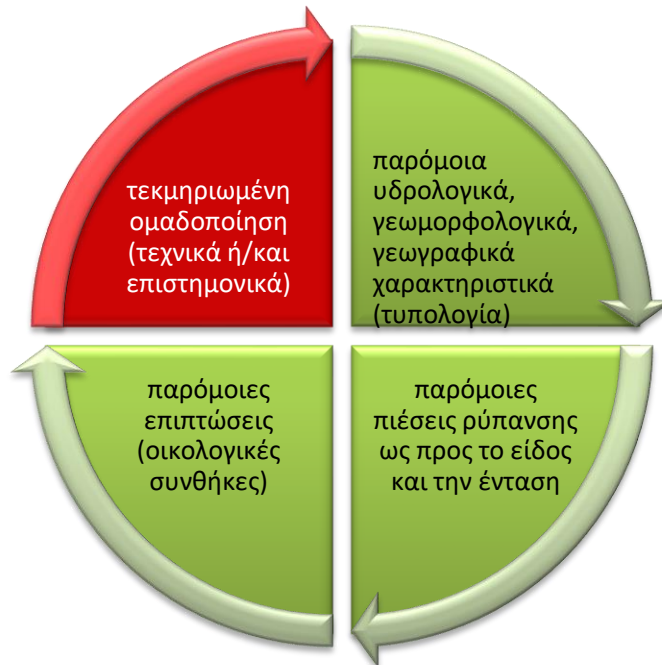 τεκμηριωμένη
ομαδοποίηση
(τεχνικά ή/και
επιστημονικά)
παρόμοια
υδρολογικά,
γεωμορφολογικά,
γεωγραφικά
χαρακτηριστικά
(τυπολογία)
παρόμοιες
επιπτώσεις
(οικολογικές
συνθήκες)
παρόμοιες
πιέσεις ρύπανσης
ως προς το είδος
και την ένταση